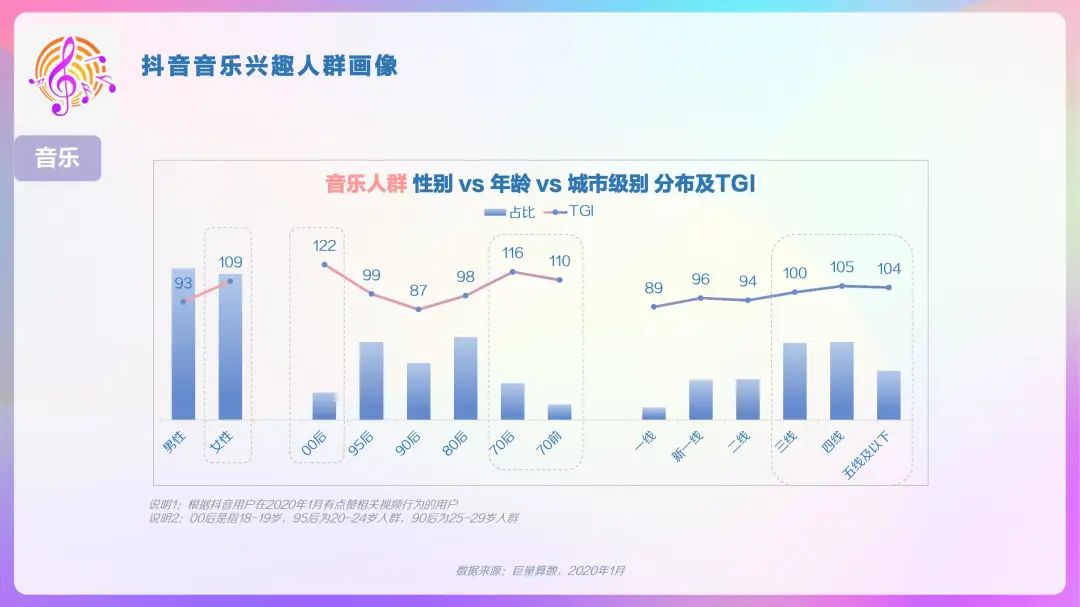 抖音音乐兴趣人群画像
音乐
音乐人群 性别 vs 年龄 vs 城市级别 分布及TGI
占比 TGI
93 109 122 99 87 98 116 110 89 96 94 100 105 104
男性 女性 00后 95后 90后 80后 70后 70前 一线 新一线 二线 三线 四线 五线及以下
说明1：根据抖音用户在2020年1月有点赞相关视频行为的用户
说明2：00后是指18-19岁，95后为20-24岁人群，90后为25-29岁人群
数据来源：巨量算数，2020年1月